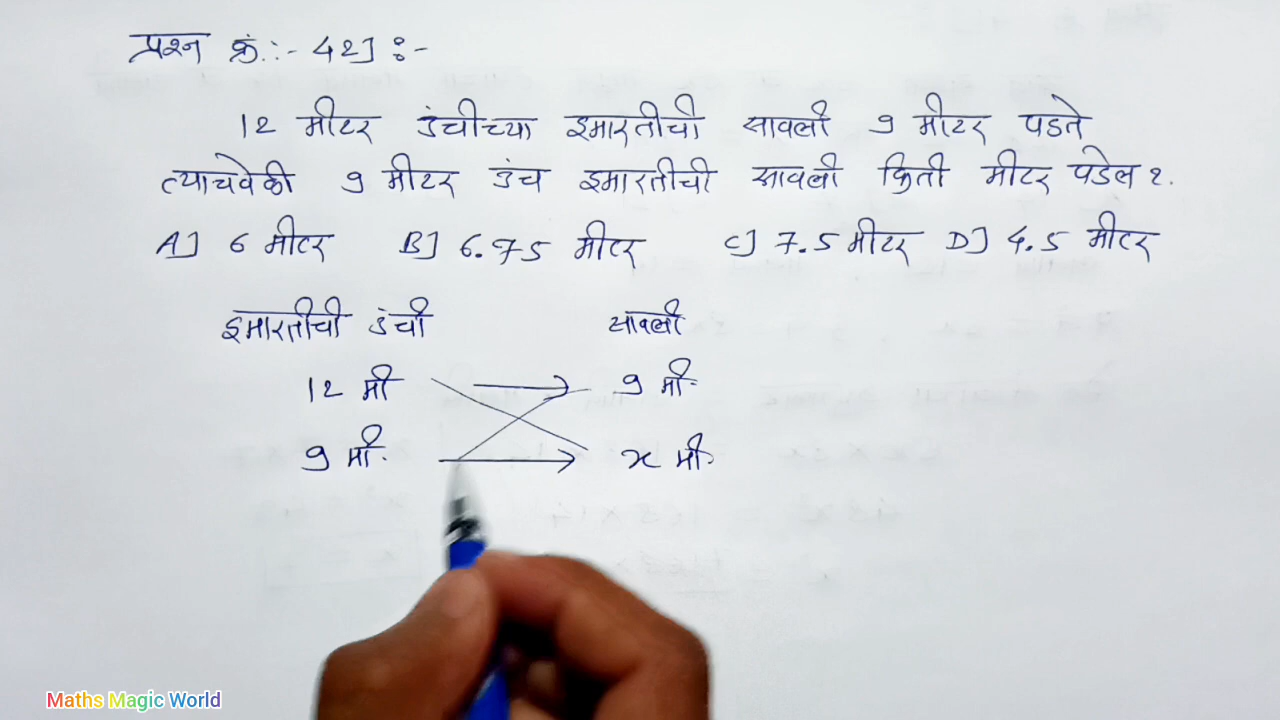 प्रश्न क्रं.:- 42] :-
12 मीटर उंचीच्या इमारतीची सावली 9 मीटर पडते
त्याचवेळी 9 मीटर उंच इमारतीची सावली किती मीटर पडेल ?.
A] 6 मीटर B] 6.75 मीटर C] 7.5 मीटर D] 4.5 मीटर
इमारतीची उंची सावली
12 मी 9 मी.
9 मी. x मी.
Maths Magic World